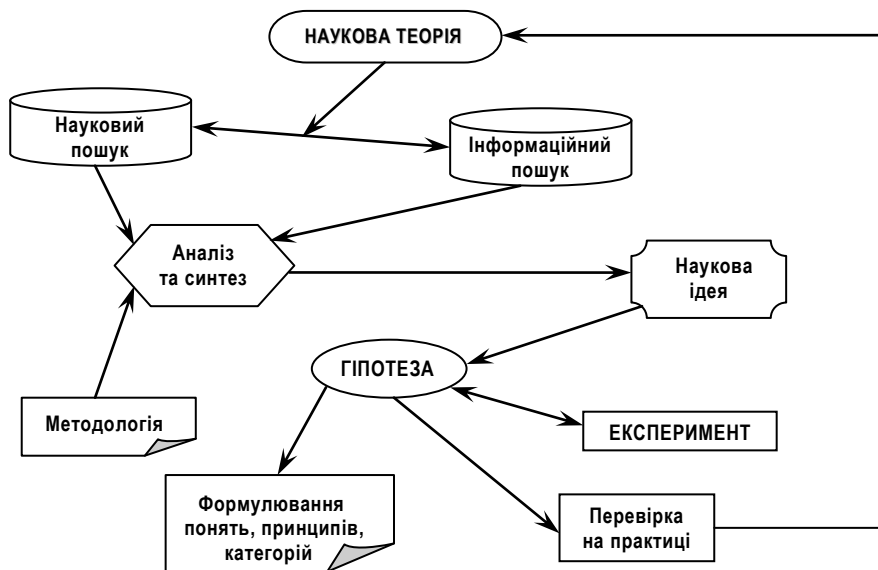 НАУКОВА ТЕОРІЯ
Науковий
пошук
Інформаційний
пошук
Аналіз
та синтез
Наукова
ідея
ГІПОТЕЗА
Методологія
ЕКСПЕРИМЕНТ
Формулювання
понять, принципів,
категорій
Перевірка
на практиці